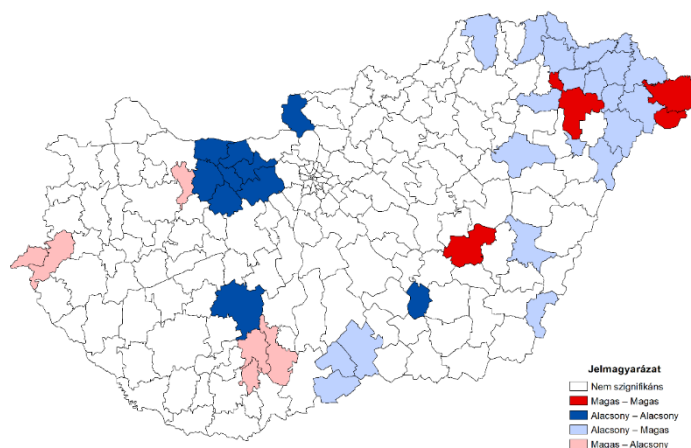 Jelmagyarázat
Nem szignifikáns
Magas – Magas
Alacsony – Alacsony
Alacsony – Magas
Magas – Alacsony